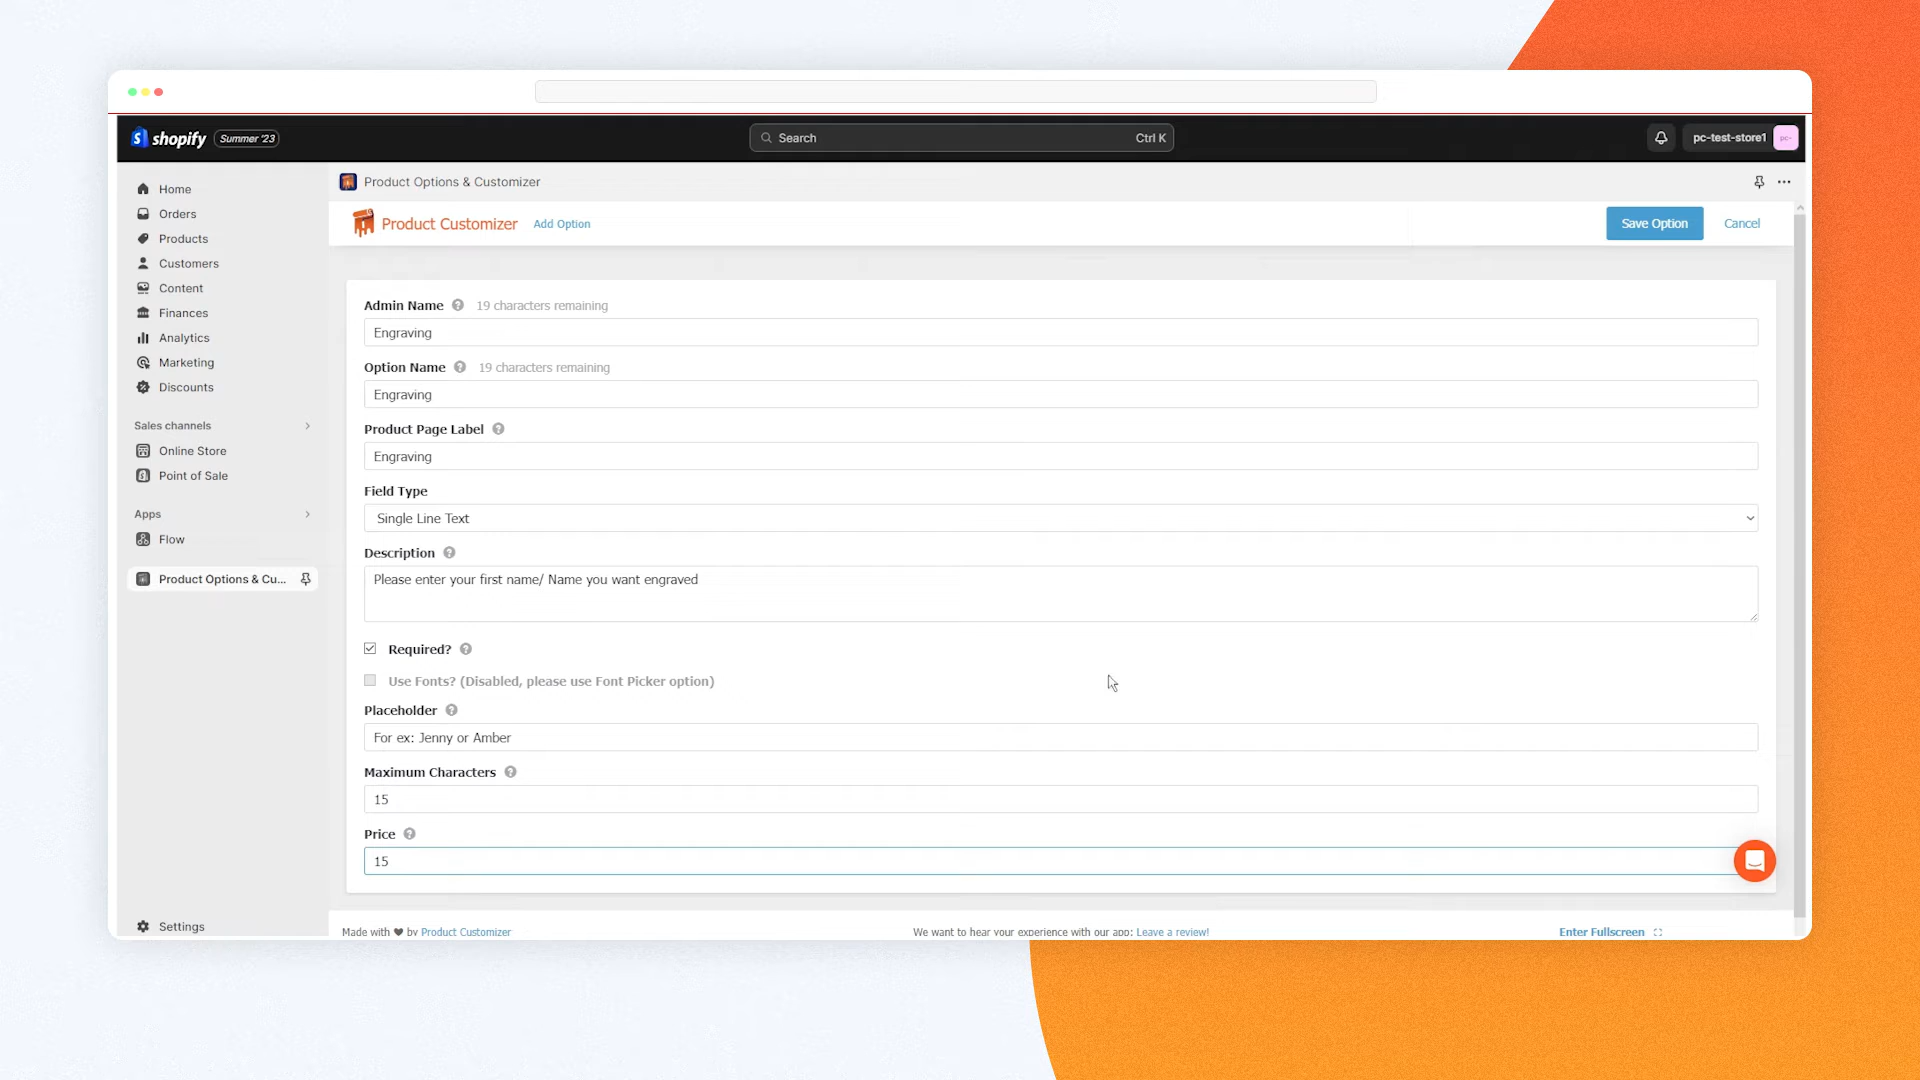 shopify Summer '23
Search Ctrl K
pc-test-store1
Home
Orders
Products
Customers
Content
Finances
Analytics
Marketing
Discounts
Sales channels
Online Store
Point of Sale
Apps
Flow
Product Options & Cu...
Settings
Product Options & Customizer
Product Customizer Add Option Save Option Cancel
Admin Name 19 characters remaining
Engraving
Option Name 19 characters remaining
Engraving
Product Page Label
Engraving
Field Type
Single Line Text
Description
Please enter your first name/ Name you want engraved
Required?
Use Fonts? (Disabled, please use Font Picker option)
Placeholder
For ex: Jenny or Amber
Maximum Characters
15
Price
15
Made with ♥ by Product Customizer We want to hear your experience with our app: Leave a review! Enter Fullscreen